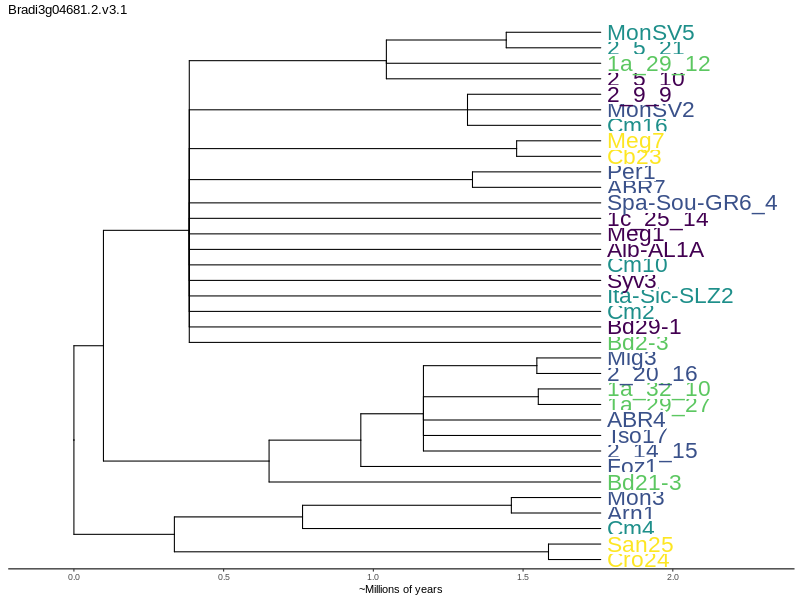 Bradi3g04681.2.v3.1
MonSV5
2_5_21
1a_29_12
2_5_10
2_9_9
MonSV2
Cm16
Meg7
Cb23
Per1
ABR7
Spa-Sou-GR6_4
1c_25_14
Meg1
Alb-AL1A
Cm10
Syv3
Ita-Sic-SLZ2
Cm2
Bd29-1
Bd2-3
Mig3
2_20_16
1a_32_10
1a_29_27
ABR4
Tso17
2_14_15
Foz1
Bd21-3
Mon3
Arn1
Cm4
San25
Cro24
0.0 0.5 1.0 1.5 2.0
~Millions of years